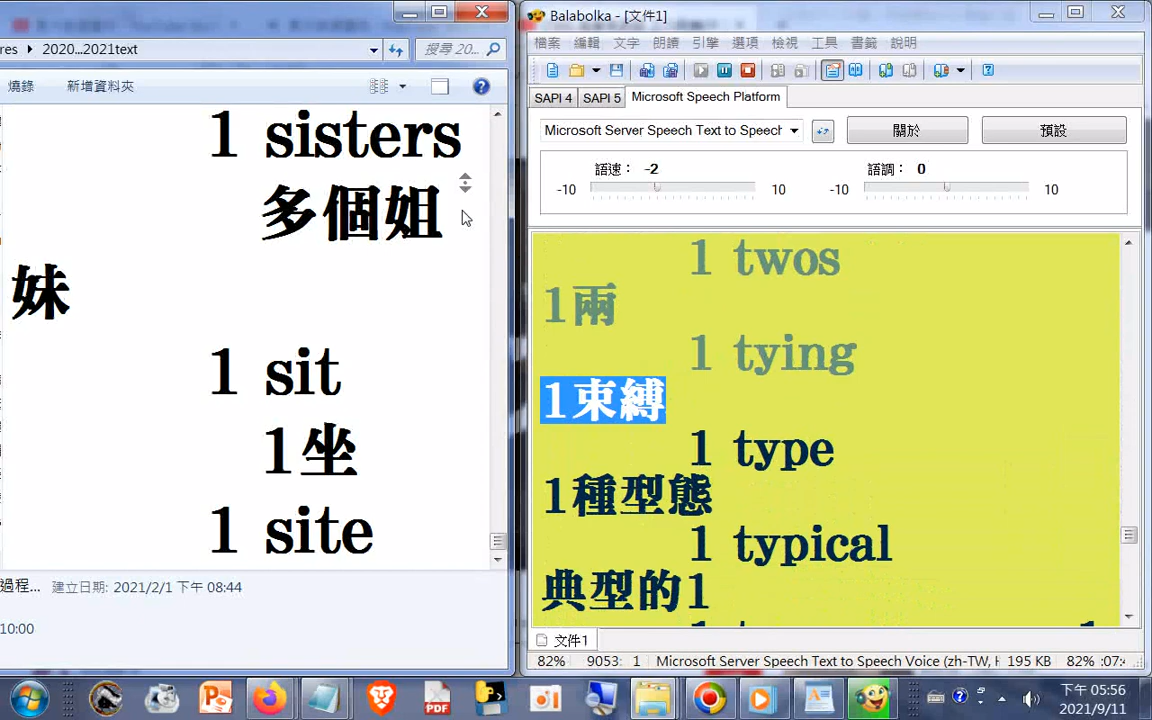 res ▸ 2020...2021text
搜尋 20...
燒錄 新增資料夾
1 sisters
多個姐
妹
1 sit
1坐
1 site
過程... 建立日期: 2021/2/1 下午 08:44
10:00
Balabolka - [文件1]
檔案 編輯 文字 朗讀 引擎 選項 檢視 工具 書籤 說明
SAPI 4 SAPI 5 Microsoft Speech Platform
Microsoft Server Speech Text to Speech 關於 預設
語速： -2 語調： 0
-10 10 -10 10
1 twos
1兩
1 tying
1束縛
1 type
1種型態
1 typical
典型的1
文件1
82% 9053: 1 Microsoft Server Speech Text to Speech Voice (zh-TW, H 195 KB 82%
PDF
下午 05:56
2021/9/11